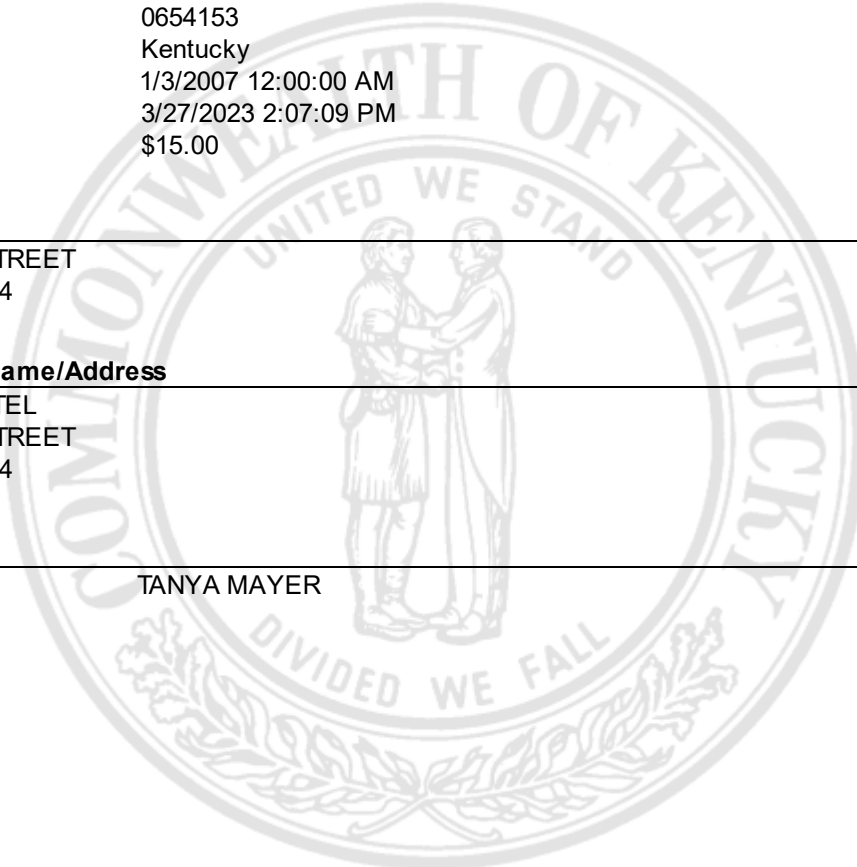 0654153
Kentucky
1/3/2007 12:00:00 AM
3/27/2023 2:07:09 PM
$15.00
TREET
4
ame/Address
TEL
TREET
4
TANYA MAYER
COMMONWEALTH OF KENTUCKY
UNITED WE STAND
DIVIDED WE FALL